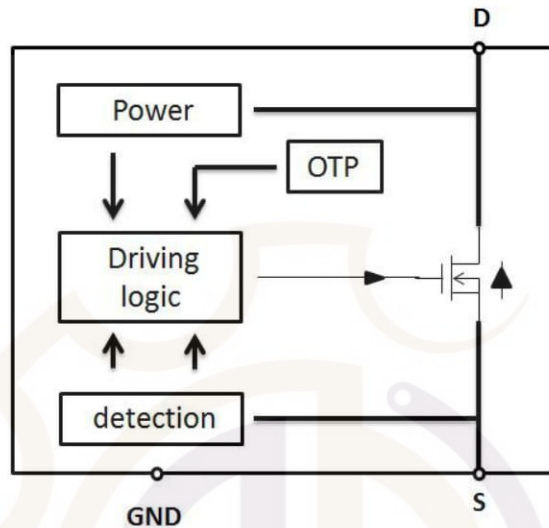 D
Power
OTP
Driving
logic
detection
GND
S